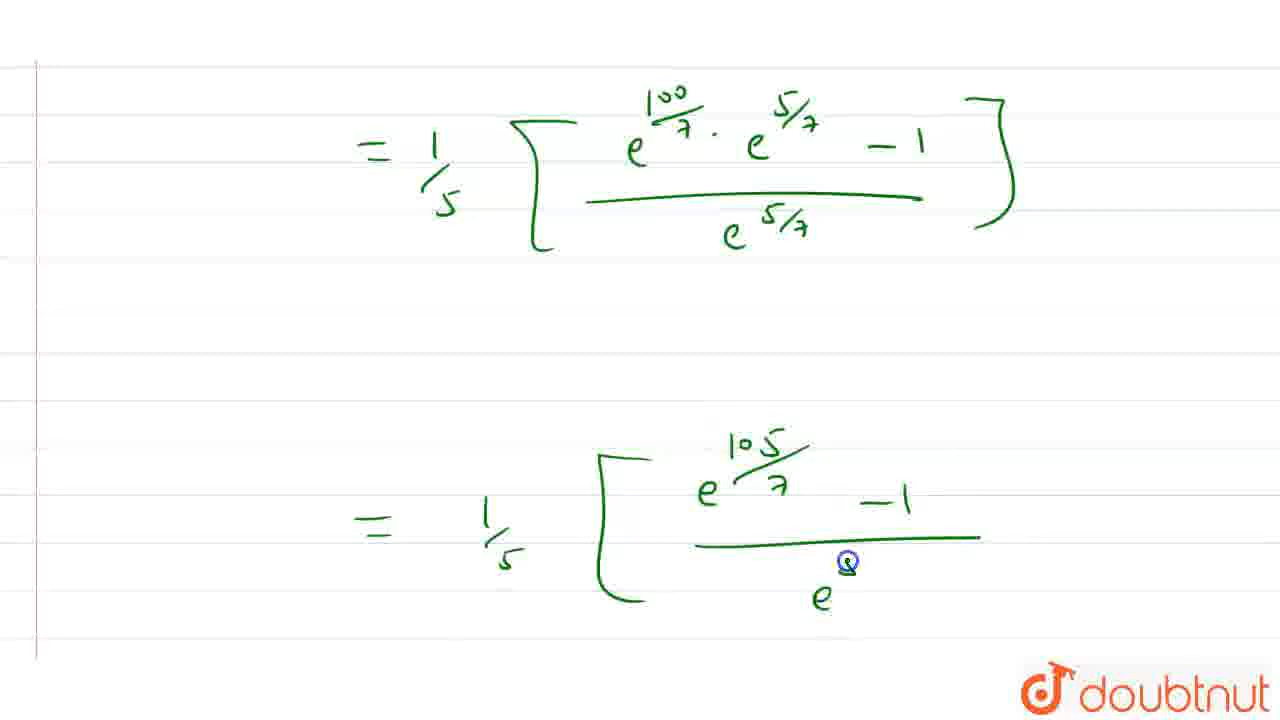 = 1/5 [ e^{100/7} · e^{5/7} − 1
e^{5/7} ]
= 1/5 [ e^{105/7} − 1
e
doubtnut